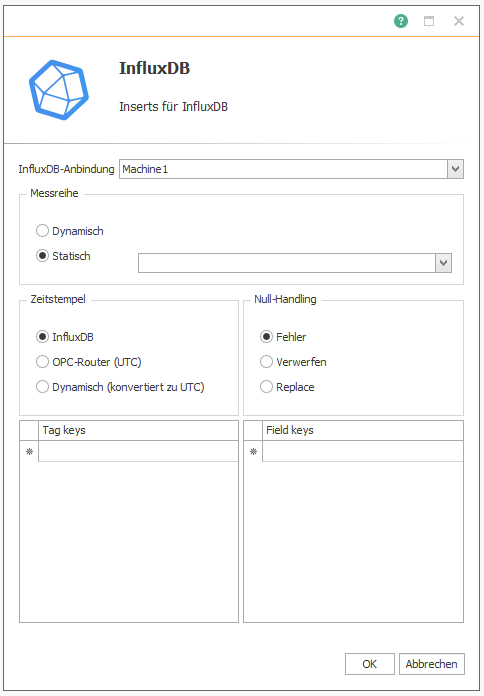 InfluxDB
Inserts für InfluxDB
InfluxDB-Anbindung Machine1
Messreihe
Dynamisch
Statisch
Zeitstempel
InfluxDB
OPC-Router (UTC)
Dynamisch (konvertiert zu UTC)
Null-Handling
Fehler
Verwerfen
Replace
Tag keys
Field keys
OK Abbrechen